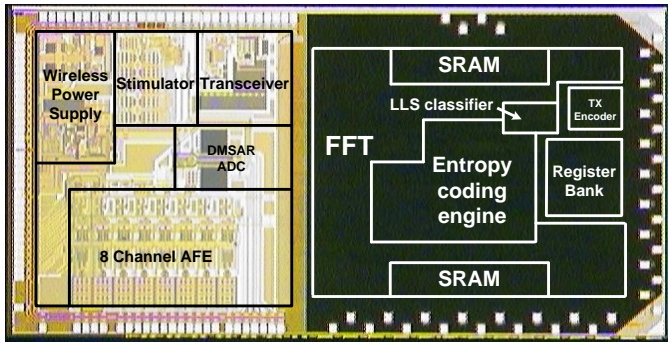 Wireless
Power
Supply
Stimulator
Transceiver
DMSAR
ADC
8 Channel AFE
SRAM
LLS classifier
TX
Encoder
FFT
Entropy
coding
engine
Register
Bank
SRAM